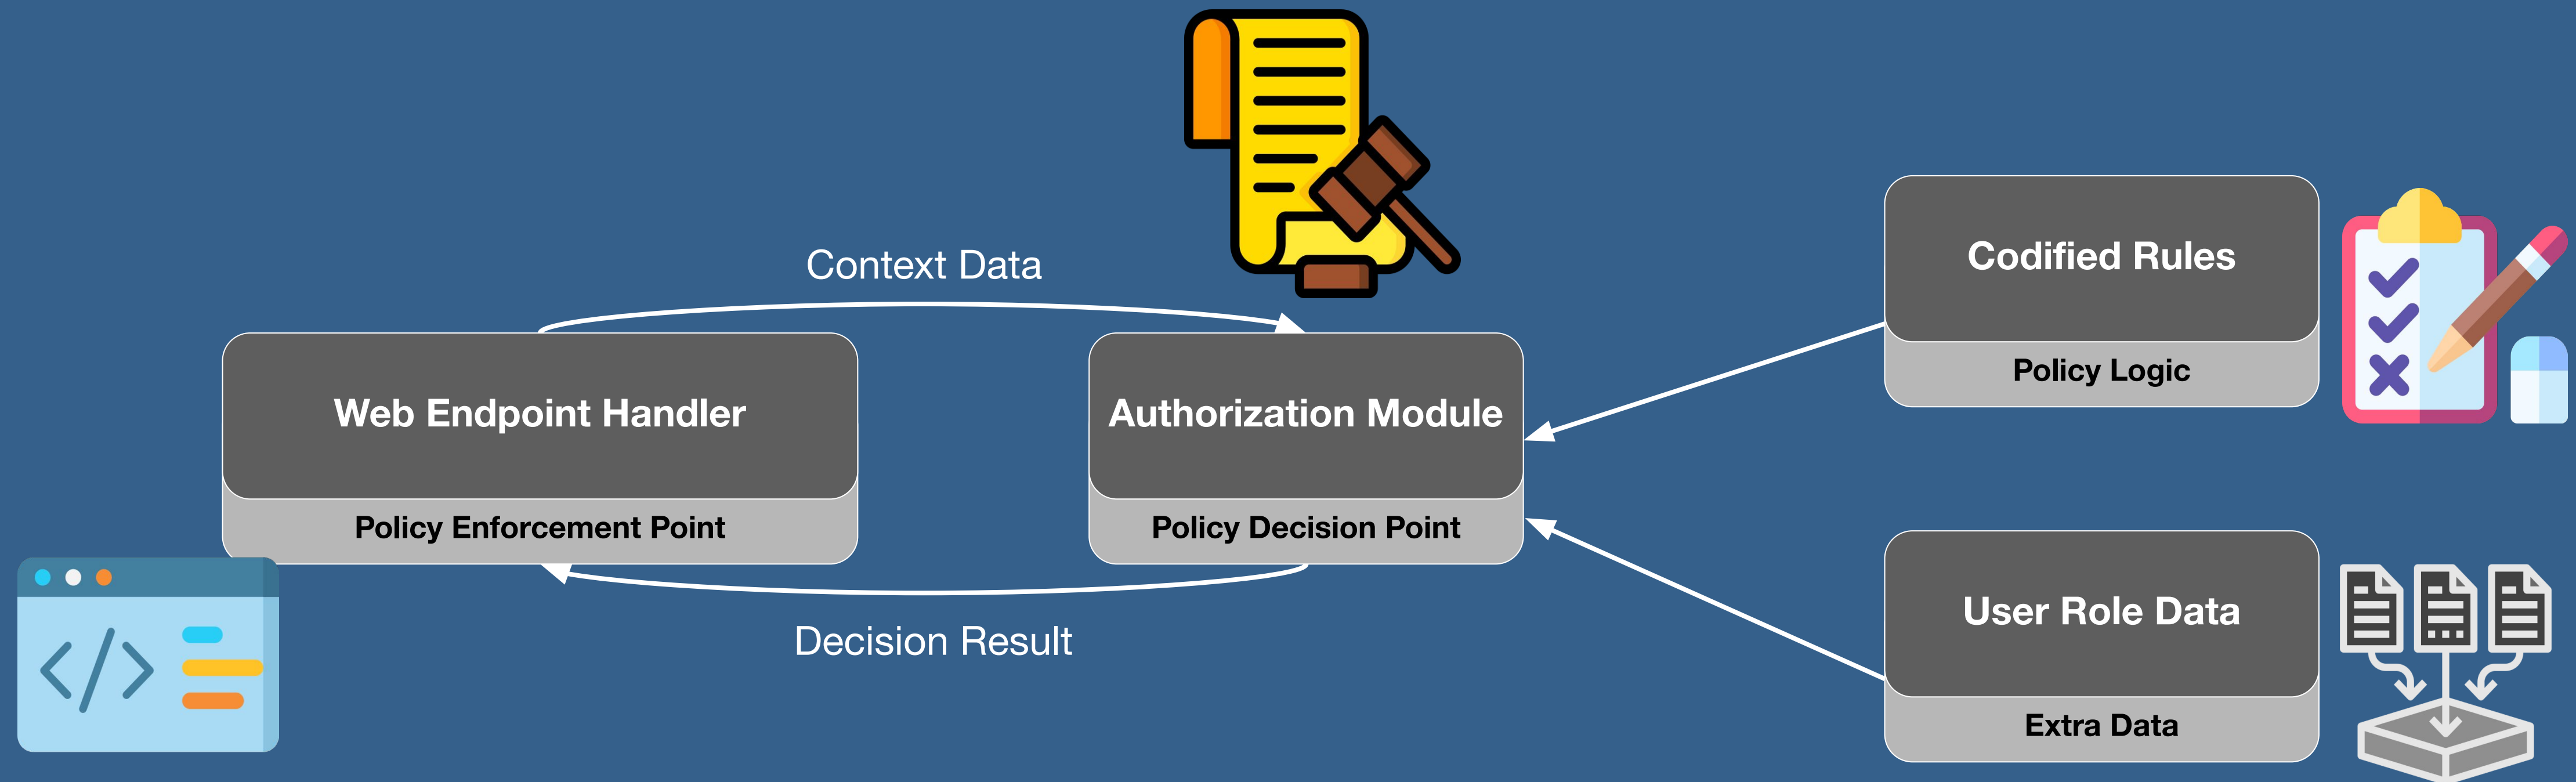 Context Data
Web Endpoint Handler
Policy Enforcement Point
Authorization Module
Policy Decision Point
Decision Result
Codified Rules
Policy Logic
User Role Data
Extra Data